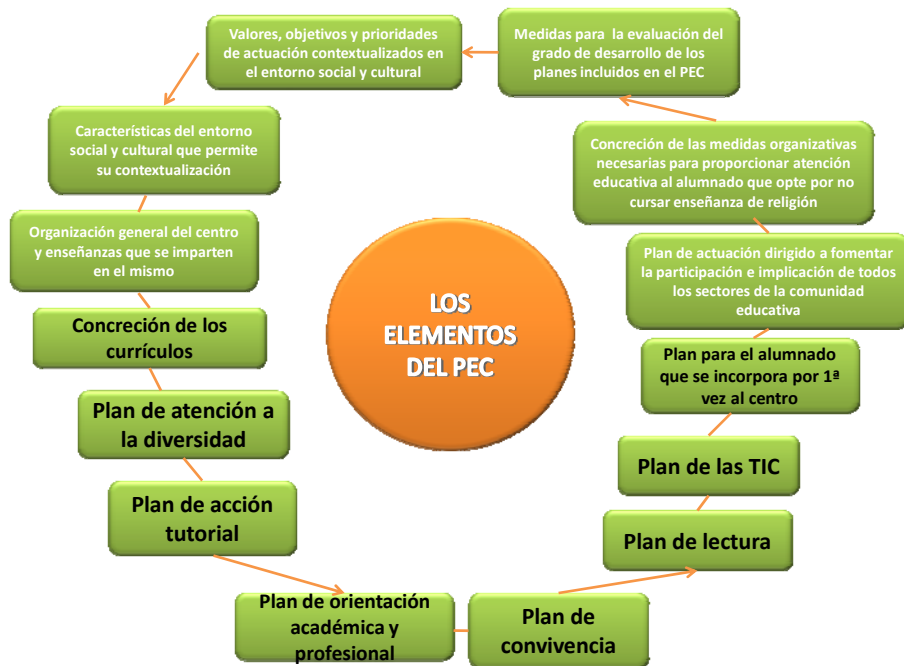 Valores, objetivos y prioridades
de actuación contextualizados en
el entorno social y cultural
Medidas para la evaluación del
grado de desarrollo de los
planes incluidos en el PEC
Características del entorno
social y cultural que permite
su contextualización
Concreción de las medidas organizativas
necesarias para proporcionar atención
educativa al alumnado que opte por no
cursar enseñanza de religión
Organización general del centro
y enseñanzas que se imparten
en el mismo
Plan de actuación dirigido a fomentar
la participación e implicación de todos
los sectores de la comunidad
educativa
LOS
ELEMENTOS
DEL PEC
Concreción de los
currículos
Plan para el alumnado
que se incorpora por 1ª
vez al centro
Plan de atención a
la diversidad
Plan de las TIC
Plan de acción
tutorial
Plan de lectura
Plan de orientación
académica y
profesional
Plan de
convivencia